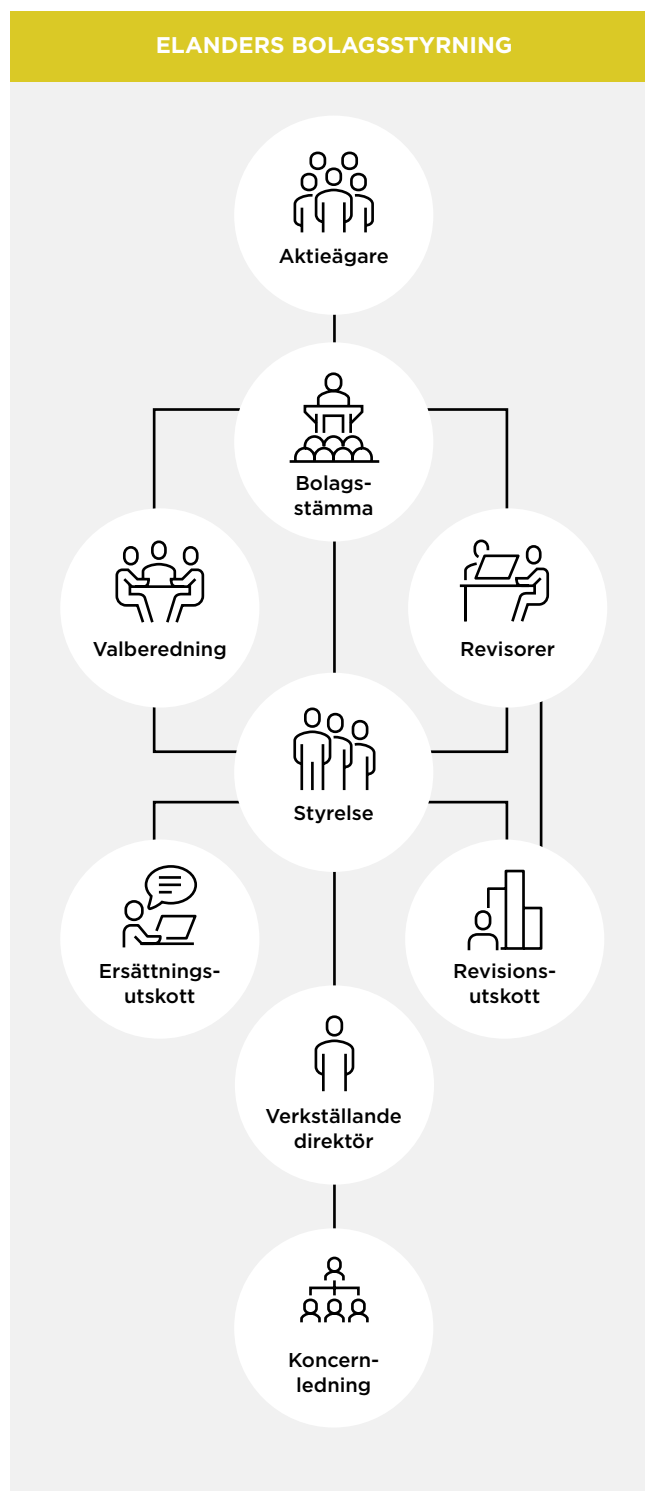 ELANDERS BOLAGSSTYRNING
Aktieägare
Bolags-
stämma
Valberedning
Revisorer
Styrelse
Ersättnings-
utskott
Revisions-
utskott
Verkställande
direktör
Koncern-
ledning